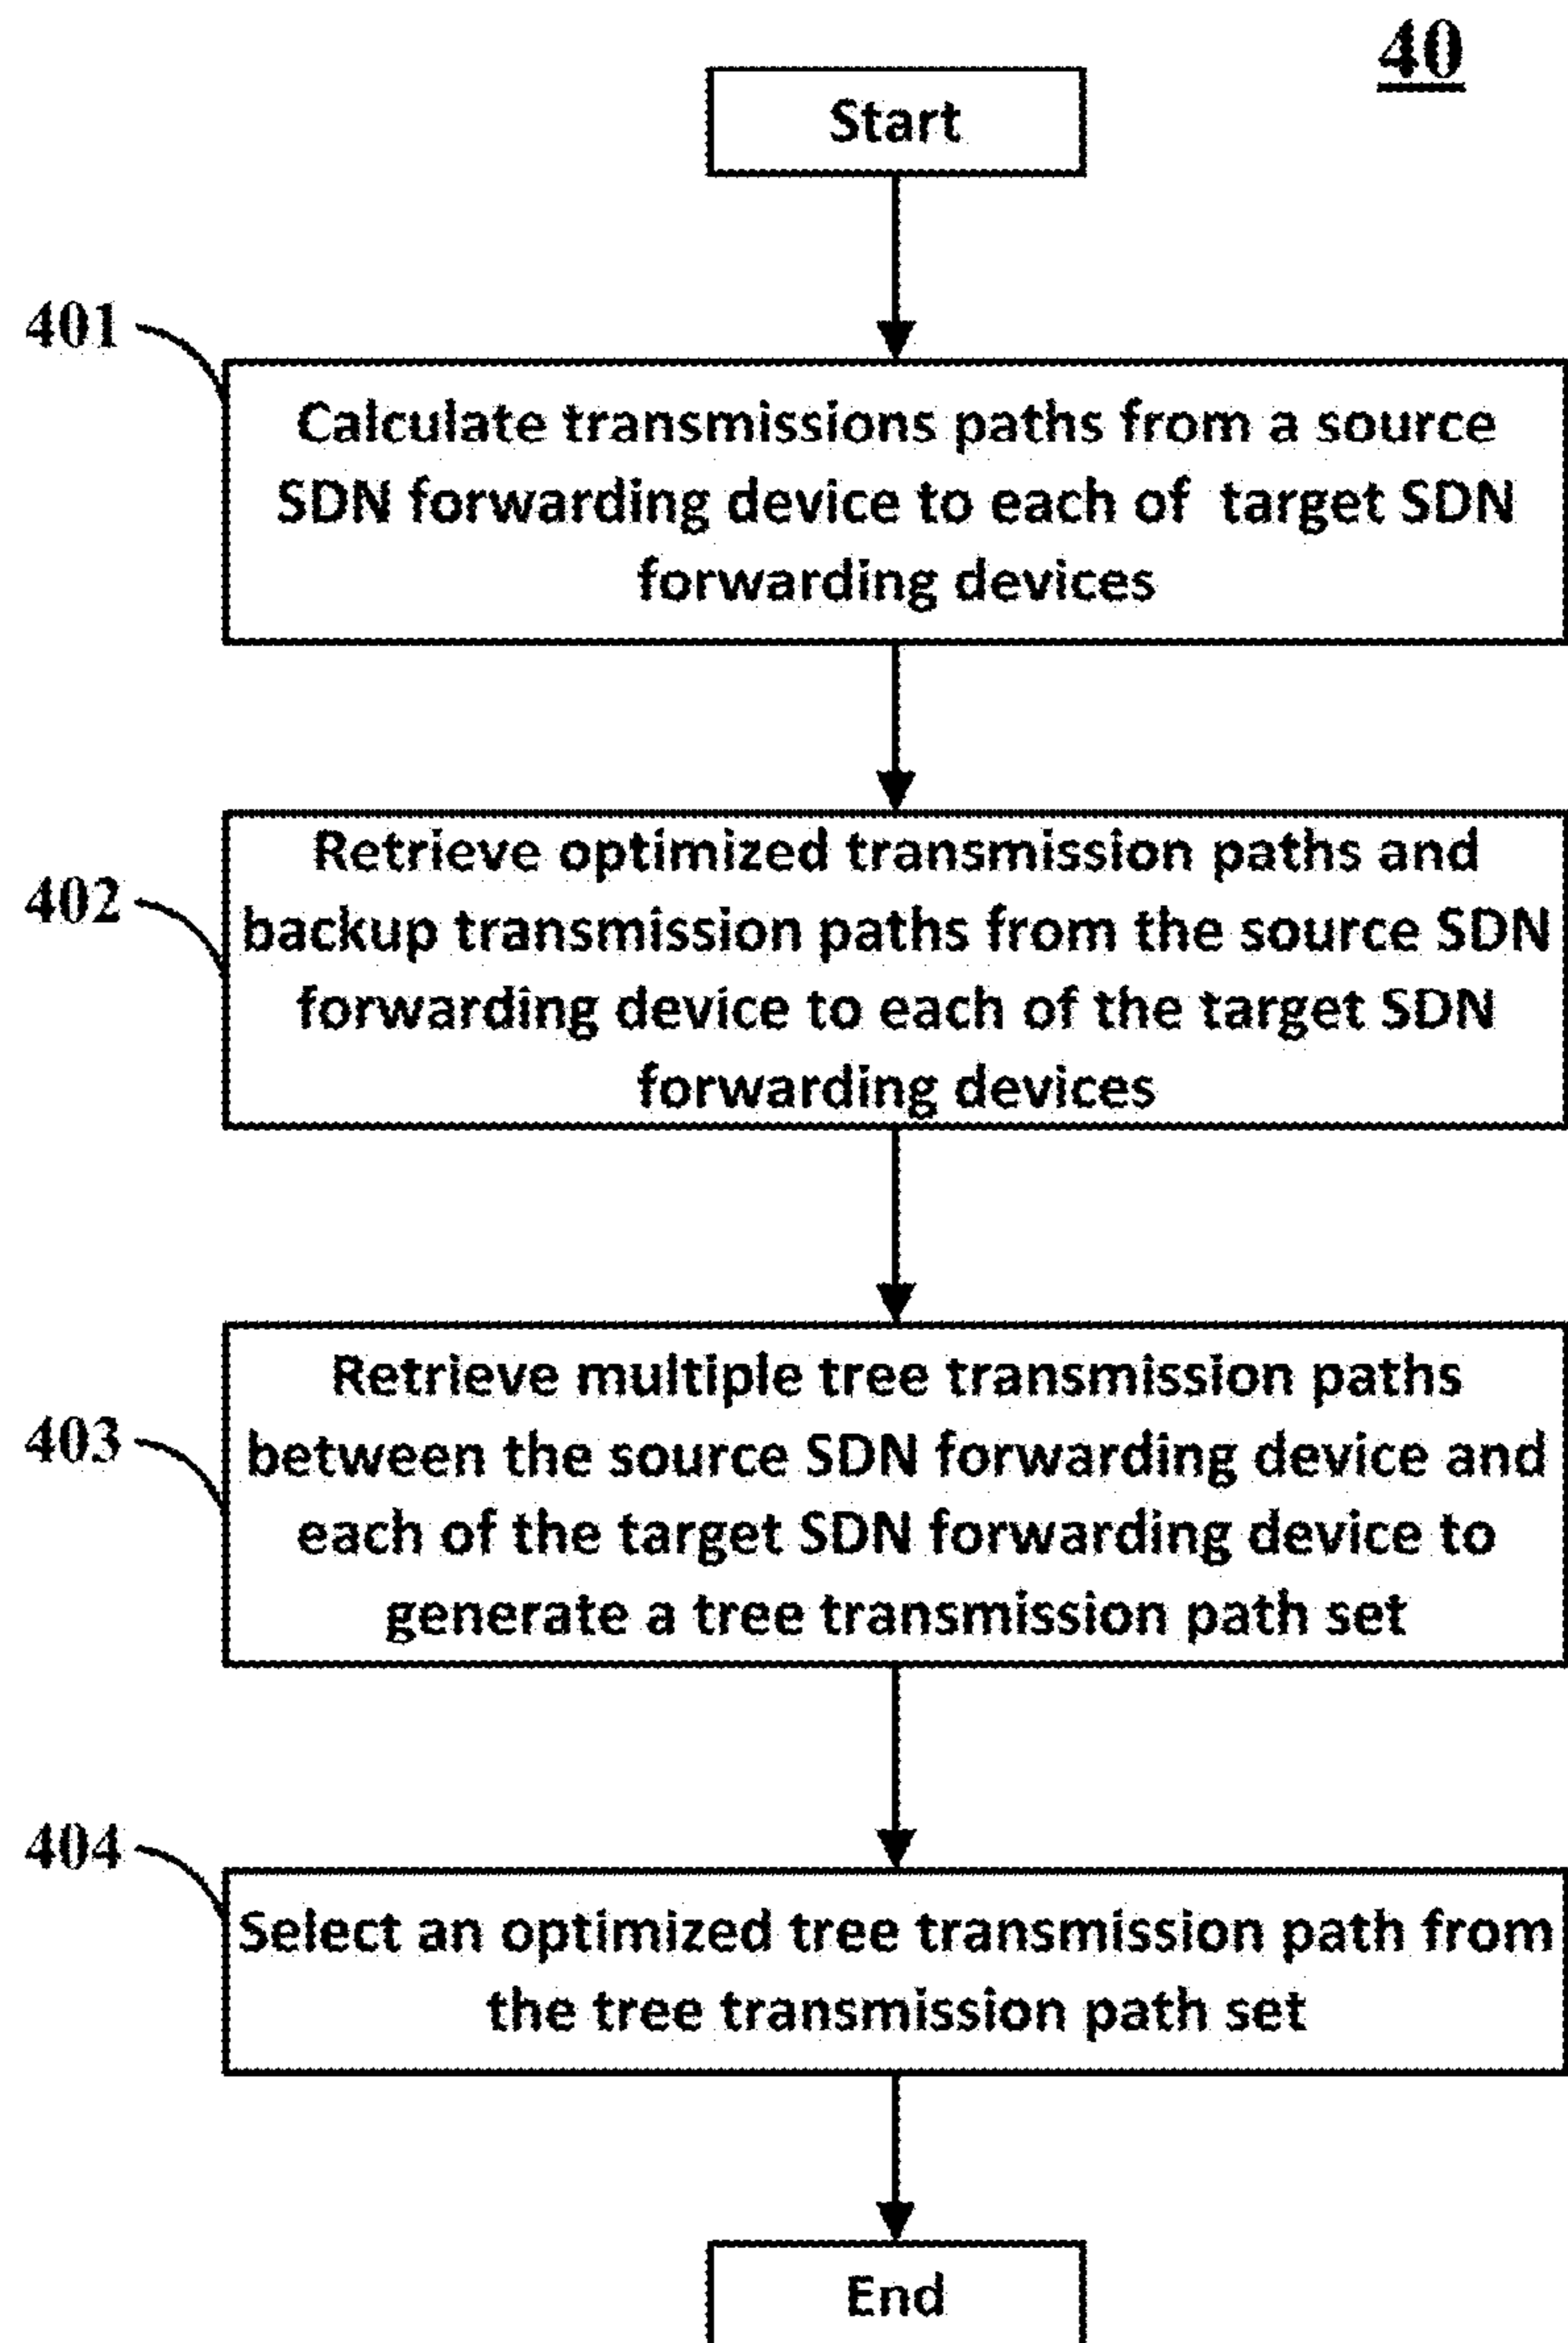 40
Start
401
Calculate transmissions paths from a source
SDN forwarding device to each of target SDN
forwarding devices
402
Retrieve optimized transmission paths and
backup transmission paths from the source SDN
forwarding device to each of the target SDN
forwarding devices
403
Retrieve multiple tree transmission paths
between the source SDN forwarding device and
each of the target SDN forwarding device to
generate a tree transmission path set
404
Select an optimized tree transmission path from
the tree transmission path set
End